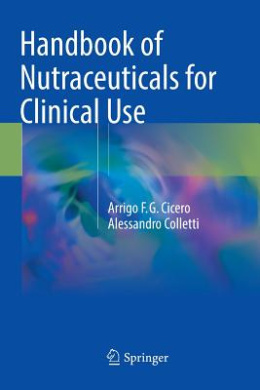 Handbook of
Nutraceuticals for
Clinical Use
Arrigo F.G. Cicero
Alessandro Colletti
Springer